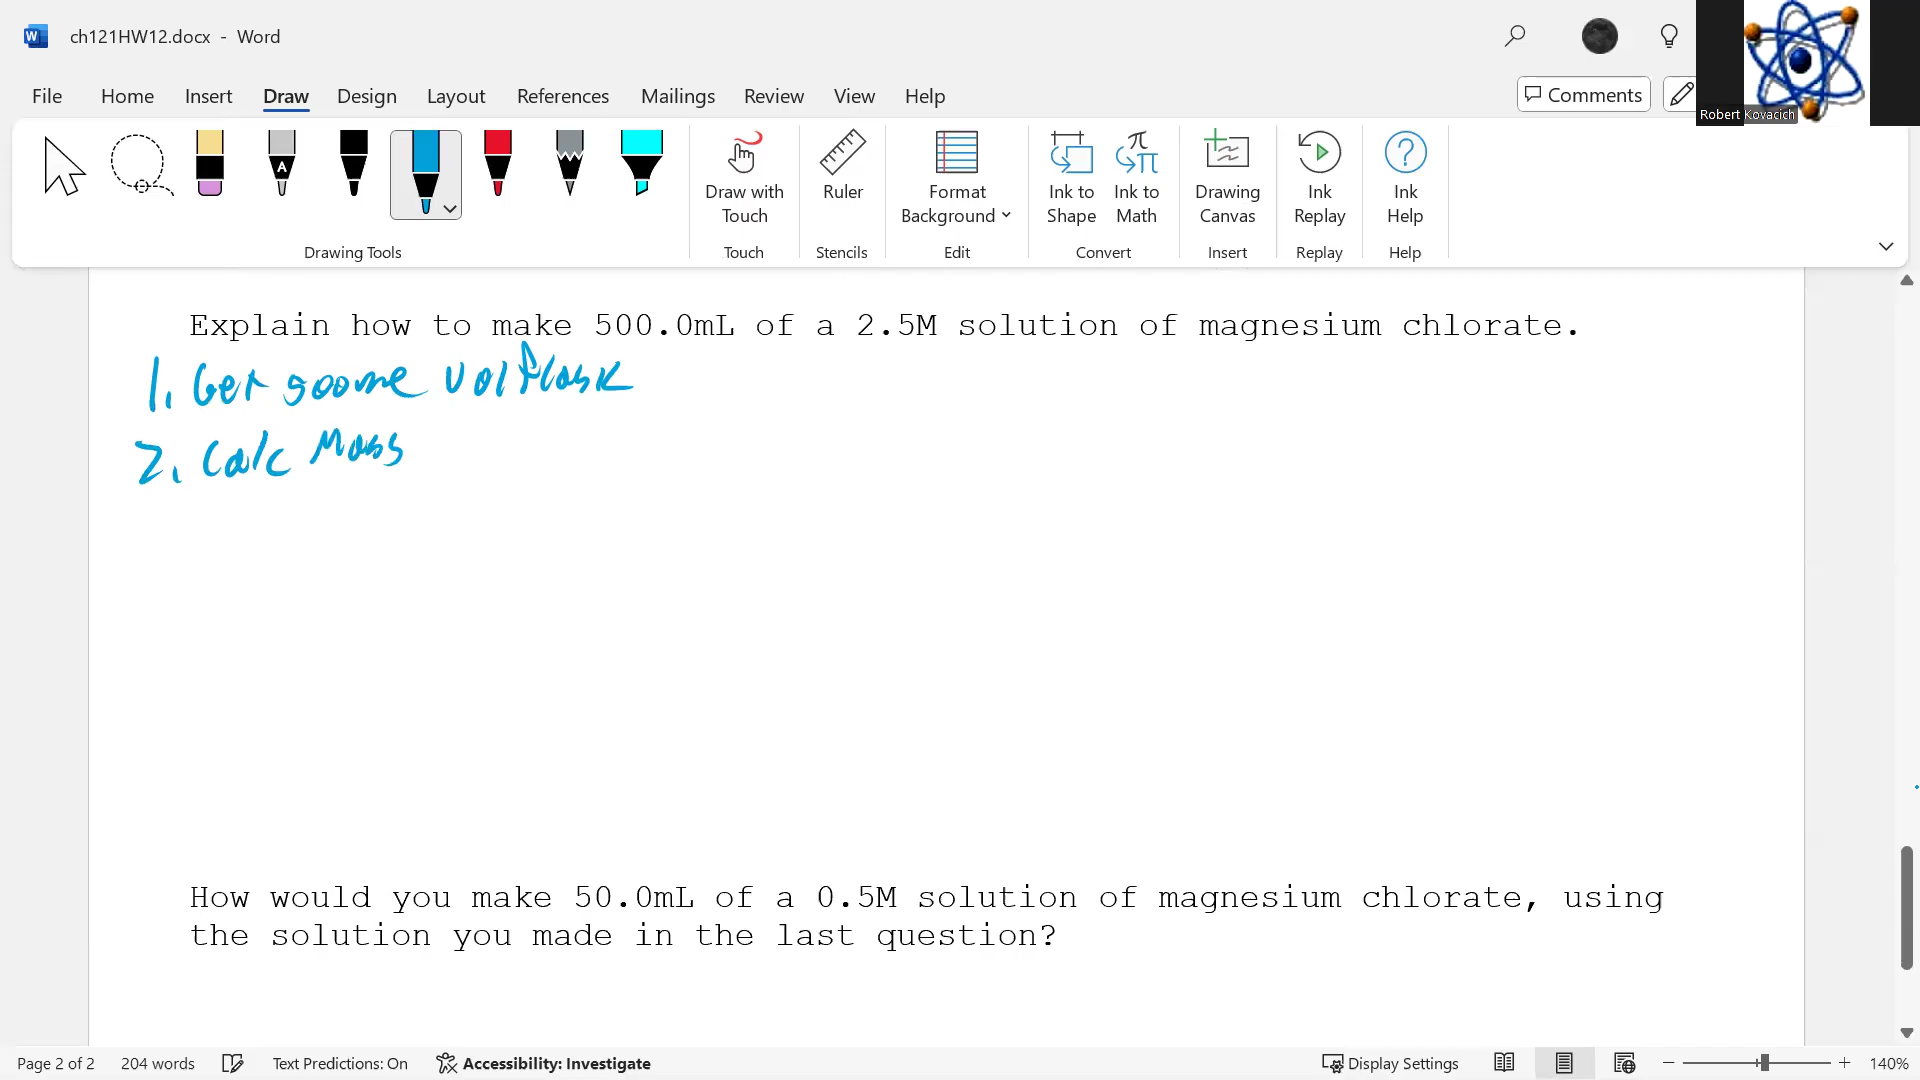 ch121HW12.docx - Word
Robert Kovacich
File Home Insert Draw Design Layout References Mailings Review View Help
Comments
Draw with Touch
Ruler
Format Background
Ink to Shape
Ink to Math
Drawing Canvas
Ink Replay
Ink Help
Drawing Tools Touch Stencils Edit Convert Insert Replay Help
Explain how to make 500.0mL of a 2.5M solution of magnesium chlorate.
1. Get 500mL vol flask
2. Calc Mass
How would you make 50.0mL of a 0.5M solution of magnesium chlorate, using
the solution you made in the last question?
Page 2 of 2 204 words Text Predictions: On Accessibility: Investigate Display Settings 140%